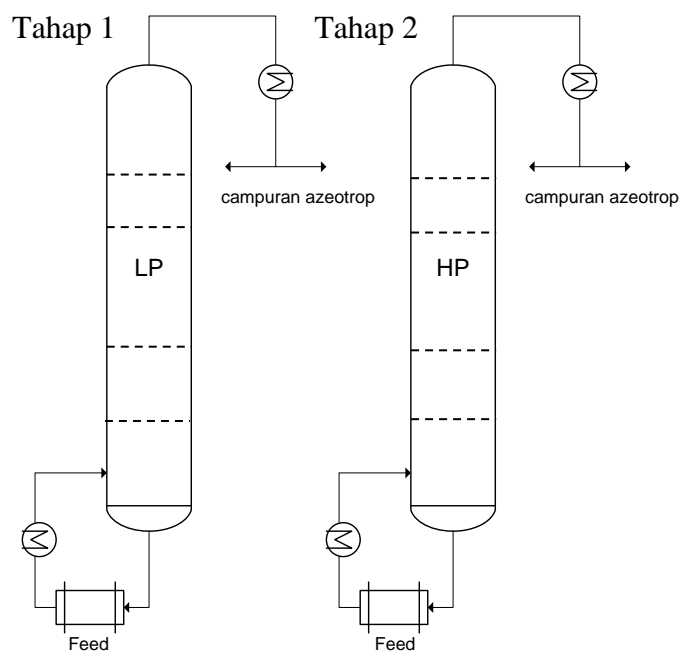 Tahap 1
Tahap 2
campuran azeotrop
campuran azeotrop
LP
HP
Feed
Feed